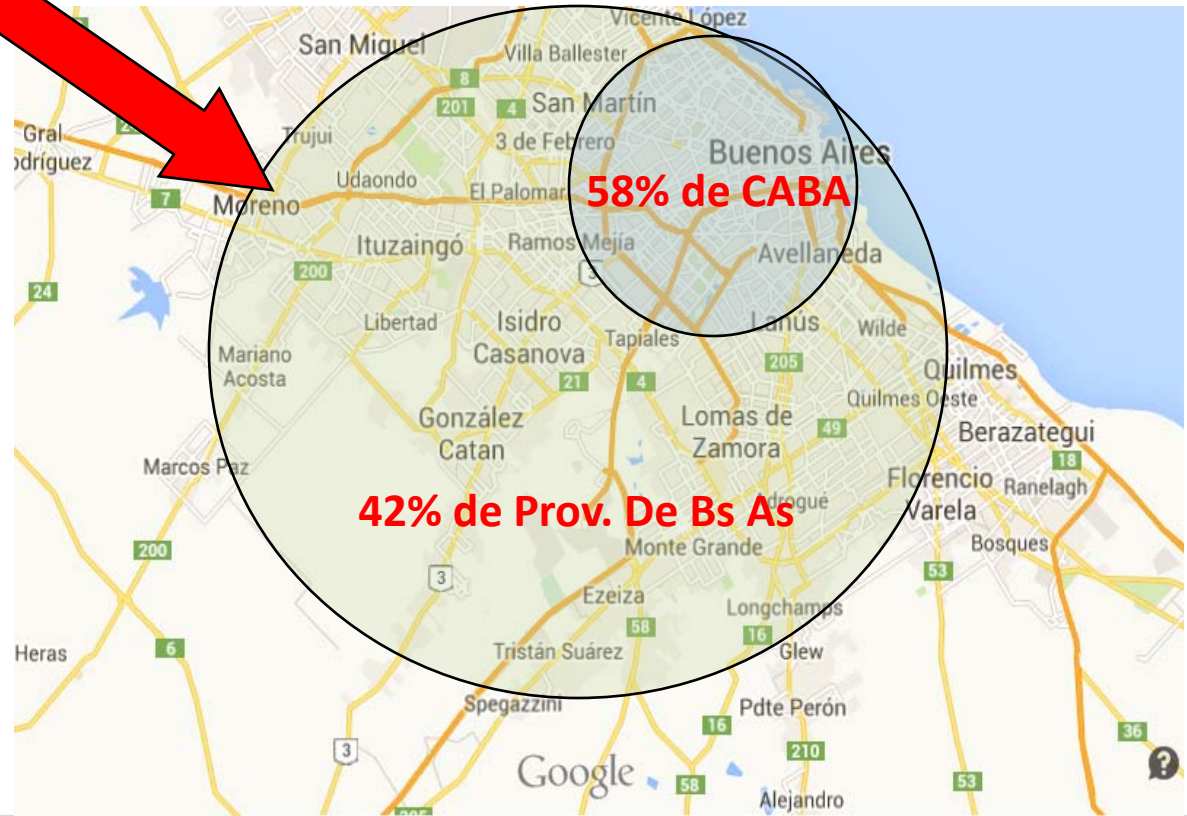 Vicente López
San Miguel
Villa Ballester
8
201
4
San Martín
Gral
Trujui
3 de Febrero
Buenos Aires
Udaondo
El Palomar
58% de CABA
7
Moreno
Ituzaingó
Ramos Mejía
Avellaneda
200
3
24
Libertad
Isidro
Casanova
Tapiales
Lanús
Wilde
Mariano
Acosta
205
Quilmes
21
4
Quilmes Oeste
González
Catan
Lomas de
Zamora
49
Berazategui
18
Marcos Paz
Florencio
Varela
Ranelagh
42% de Prov. De Bs As
drogué
200
Monte Grande
Bosques
3
53
Ezeiza
Longchamps
58
16
Heras
6
Tristán Suárez
Glew
Spegazzini
Pdte Perón
16
36
3
210
Google
58
53
Alejandro
?